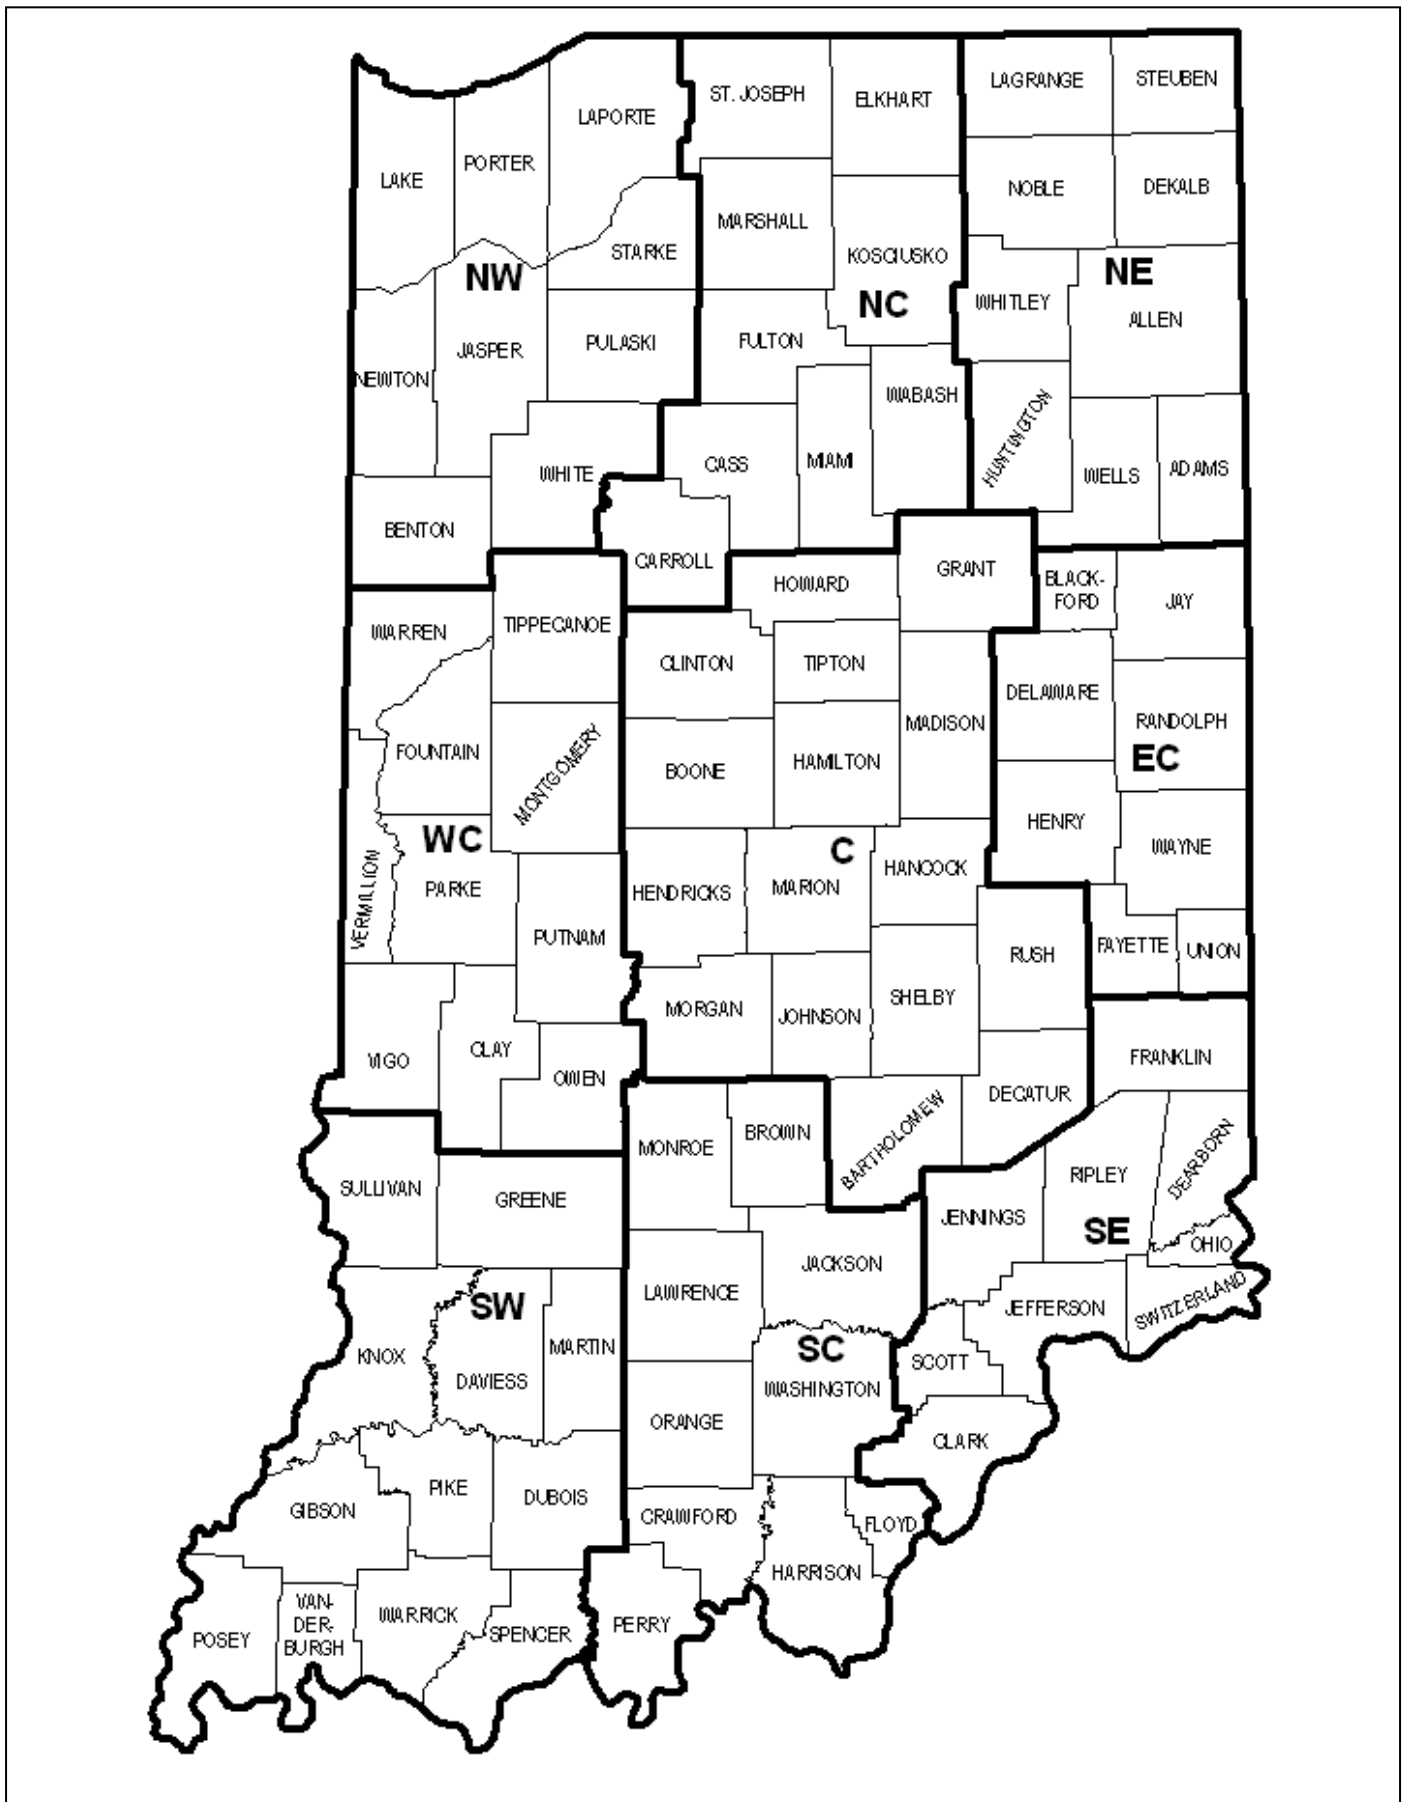 LAGRANGE
STEUBEN
ST. JOSEPH
ELKHART
LAPORTE
PORTER
LAKE
NOBLE
DEKALB
MARSHALL
STARKE
KOSCIUSKO
NW
NE
NC
WHITLEY
ALLEN
PULASKI
FULTON
JASPER
NEWTON
WABASH
HUNTINGTON
CASS
MIAMI
WHITE
WELLS
ADAMS
BENTON
CARROLL
GRANT
HOWARD
BLACK-
FORD
JAY
TIPPECANOE
WARREN
CLINTON
TIPTON
DELAWARE
RANDOLPH
MADISON
FOUNTAIN
MONTGOMERY
BOONE
HAMILTON
EC
HENRY
WC
C
WAYNE
HANCOCK
PARKE
HENDRICKS
MARION
VERMILLION
PUTNAM
RUSH
FAYETTE
UNION
SHELBY
MORGAN
JOHNSON
VIGO
CLAY
OWEN
FRANKLIN
DECATUR
BROWN
MONROE
BARTHOLOMEW
DEARBORN
RIPLEY
SULLIVAN
GREENE
JENNINGS
SE
OHIO
JACKSON
LAWRENCE
SWITZERLAND
JEFFERSON
SW
MARTIN
KNOX
SC
SCOTT
DAVIESS
WASHINGTON
ORANGE
CLARK
PIKE
DUBOIS
GIBSON
CRAWFORD
FLOYD
HARRISON
VAN-
DER-
BURGH
WARRICK
SPENCER
PERRY
POSEY